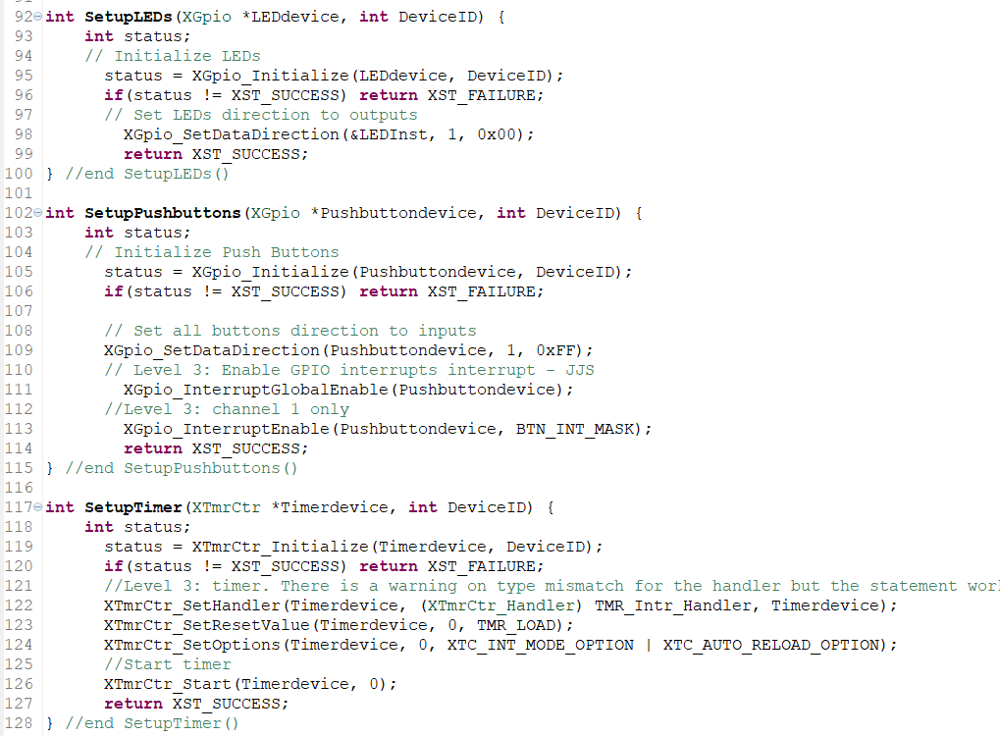 92 int SetupLEDs(XGpio *LEDdevice, int DeviceID) {
93 int status;
94 // Initialize LEDs
95 status = XGpio_Initialize(LEDdevice, DeviceID);
96 if(status != XST_SUCCESS) return XST_FAILURE;
97 // Set LEDs direction to outputs
98 XGpio_SetDataDirection(&LEDInst, 1, 0x00);
99 return XST_SUCCESS;
100 } //end SetupLEDs()
101
102 int SetupPushbuttons(XGpio *Pushbuttondevice, int DeviceID) {
103 int status;
104 // Initialize Push Buttons
105 status = XGpio_Initialize(Pushbuttondevice, DeviceID);
106 if(status != XST_SUCCESS) return XST_FAILURE;
107
108 // Set all buttons direction to inputs
109 XGpio_SetDataDirection(Pushbuttondevice, 1, 0xFF);
110 // Level 3: Enable GPIO interrupts interrupt - JJS
111 XGpio_InterruptGlobalEnable(Pushbuttondevice);
112 //Level 3: channel 1 only
113 XGpio_InterruptEnable(Pushbuttondevice, BTN_INT_MASK);
114 return XST_SUCCESS;
115 } //end SetupPushbuttons()
116
117 int SetupTimer(XTmrCtr *Timerdevice, int DeviceID) {
118 int status;
119 status = XTmrCtr_Initialize(Timerdevice, DeviceID);
120 if(status != XST_SUCCESS) return XST_FAILURE;
121 //Level 3: timer. There is a warning on type mismatch for the handler but the statement
122 XTmrCtr_SetHandler(Timerdevice, (XTmrCtr_Handler) TMR_Intr_Handler, Timerdevice);
123 XTmrCtr_SetResetValue(Timerdevice, 0, TMR_LOAD);
124 XTmrCtr_SetOptions(Timerdevice, 0, XTC_INT_MODE_OPTION | XTC_AUTO_RELOAD_OPTION);
125 //Start timer
126 XTmrCtr_Start(Timerdevice, 0);
127 return XST_SUCCESS;
128 } //end SetupTimer()